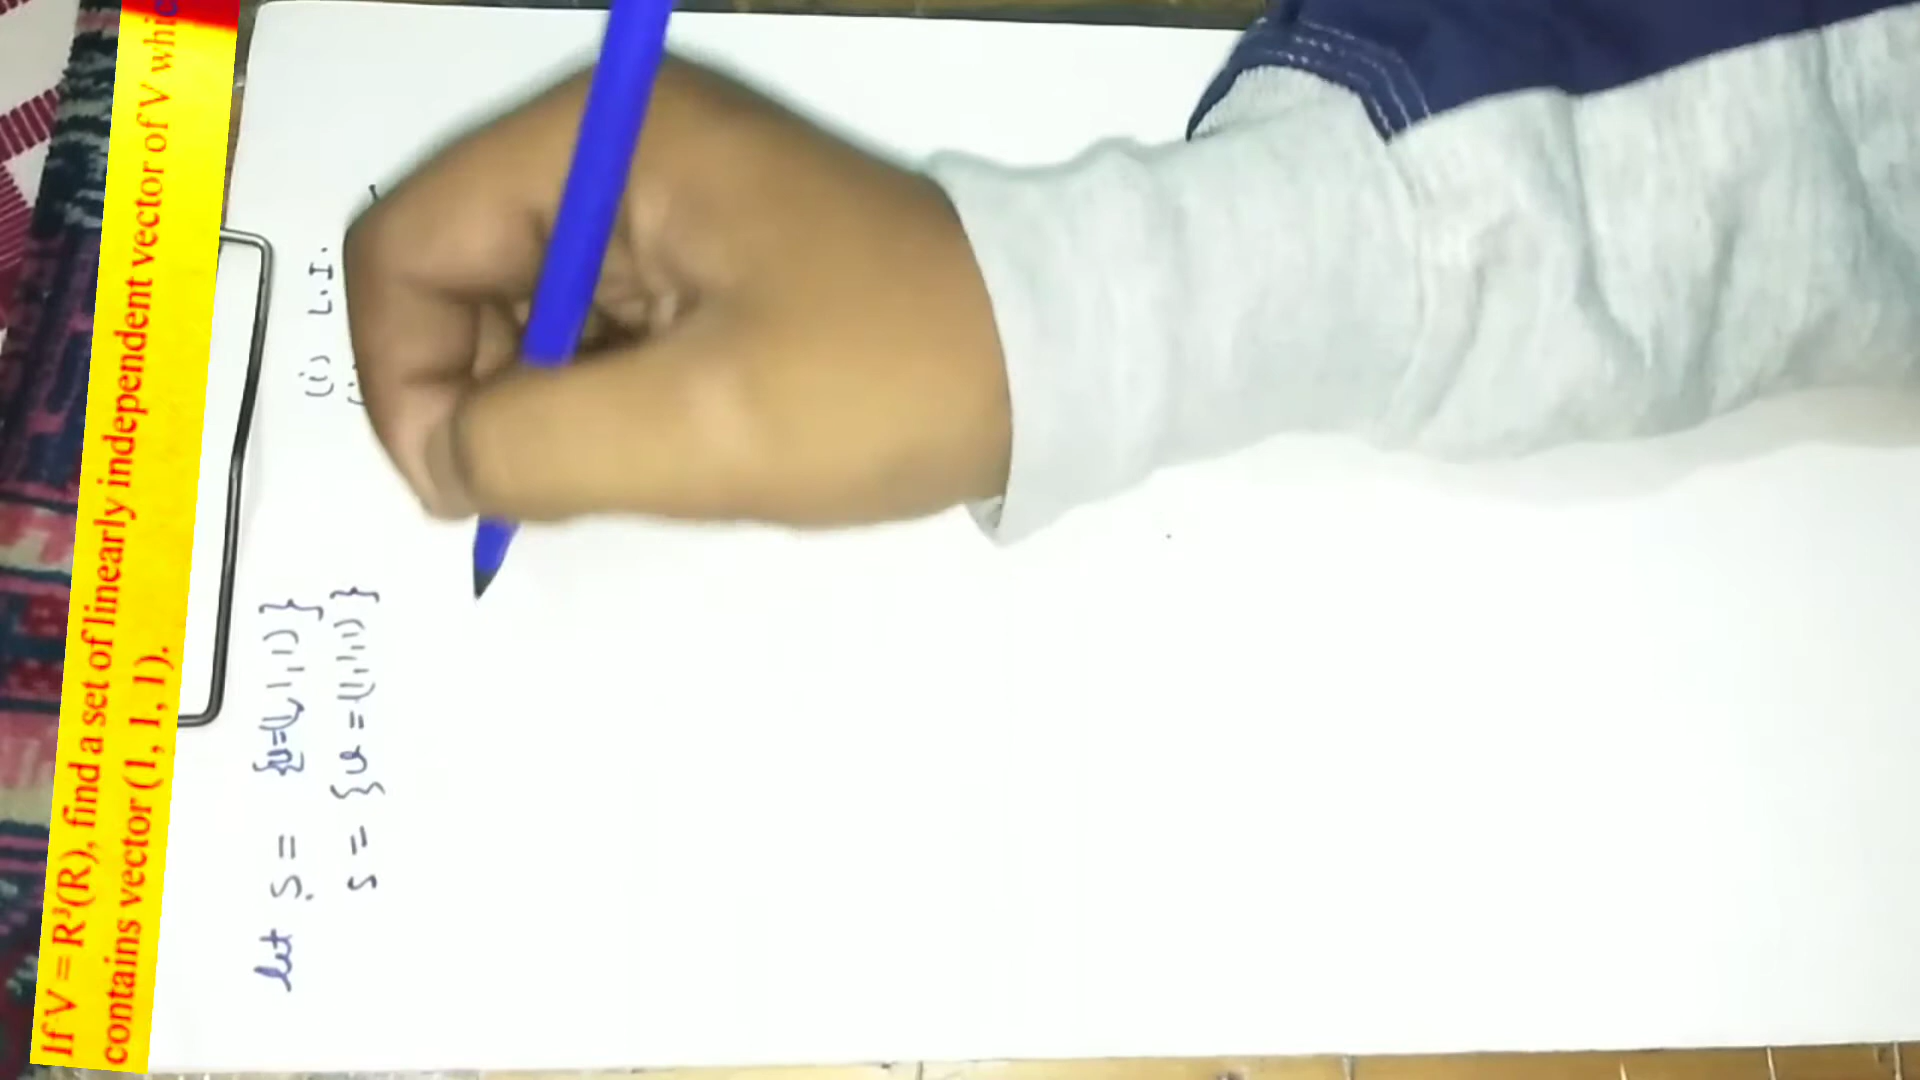 If V = R³(R), find a set of linearly independent vector of V which
contains vector (1, 1, 1).
let S = {v=(1,1,1)}
(i) L.I.
S = {v=(1,1,1)}